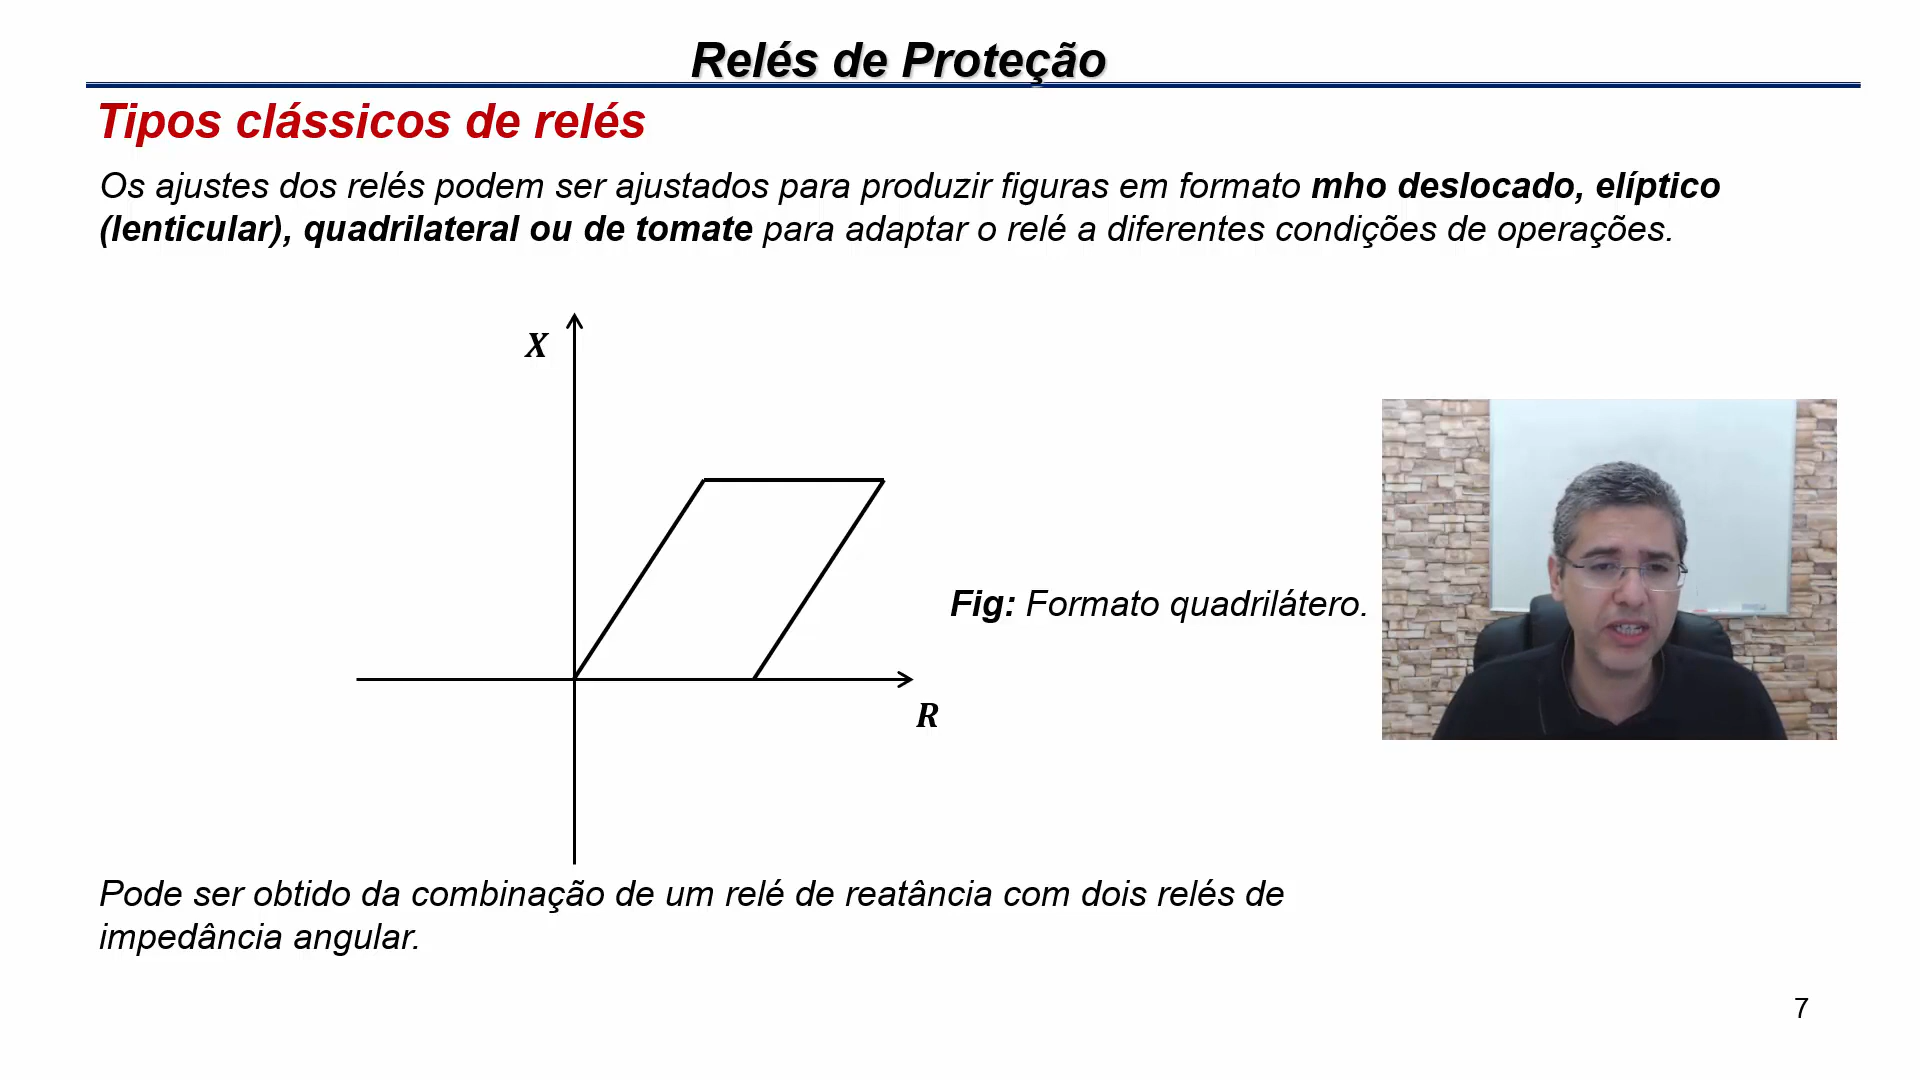 Relés de Proteção
Tipos clássicos de relés
Os ajustes dos relés podem ser ajustados para produzir figuras em formato mho deslocado, elíptico
(lenticular), quadrilateral ou de tomate para adaptar o relé a diferentes condições de operações.
X
Fig: Formato quadrilátero.
R
Pode ser obtido da combinação de um relé de reatância com dois relés de
impedância angular.
7